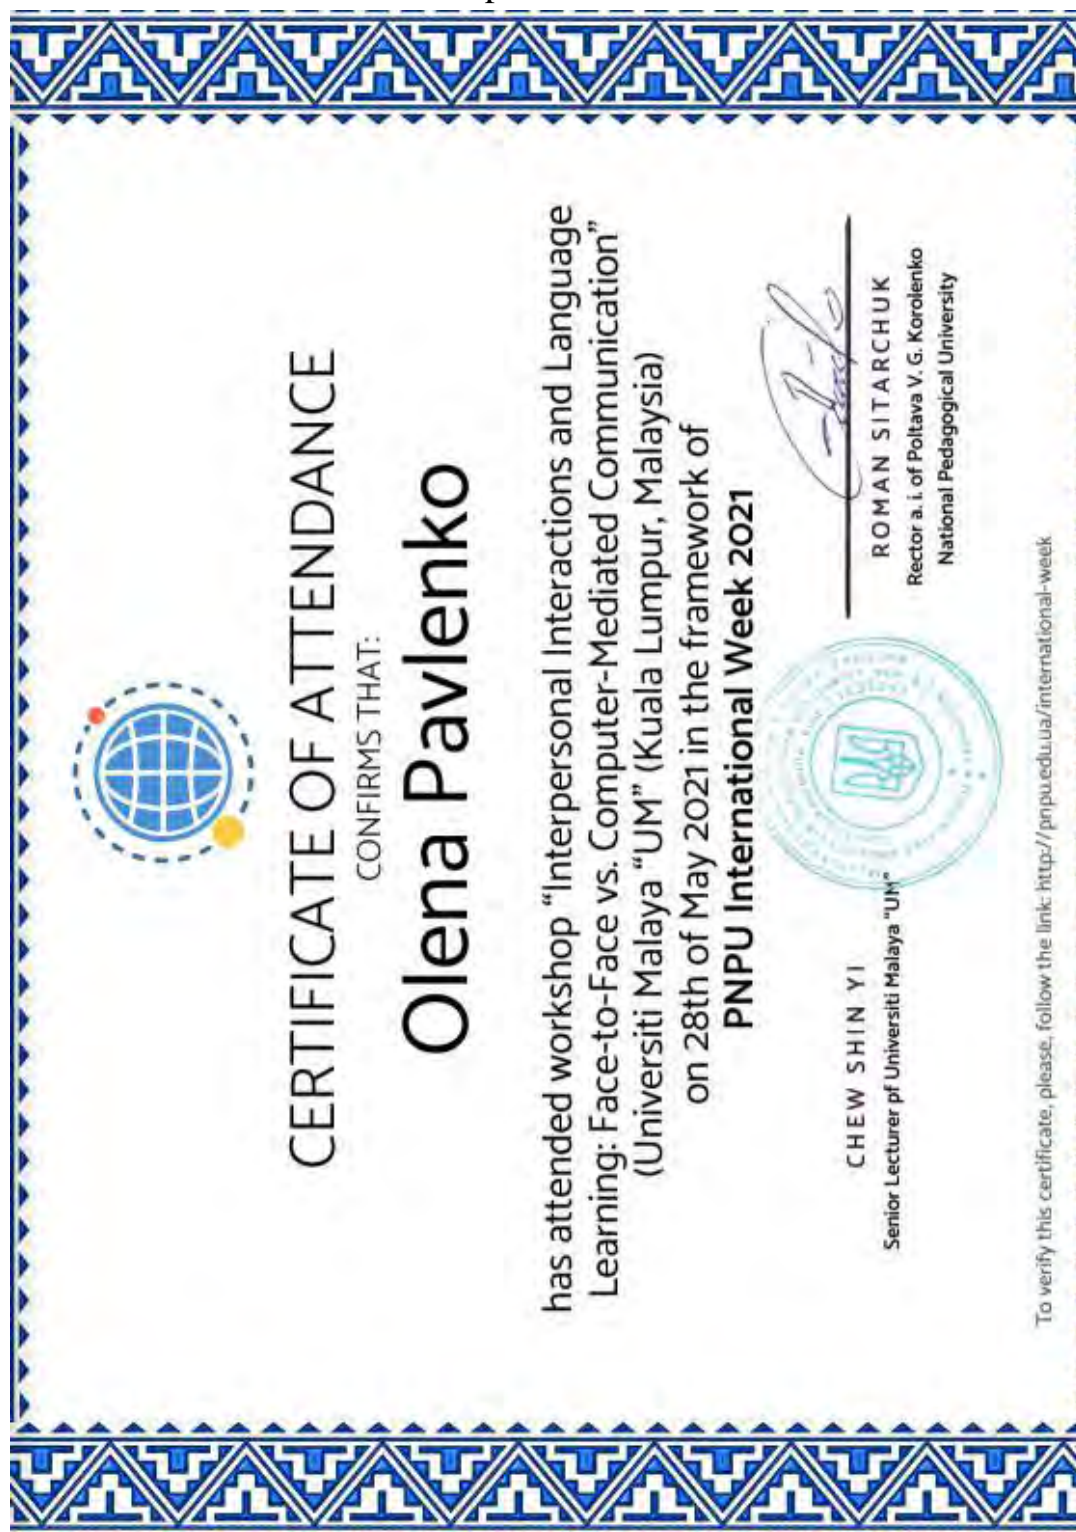 CERTIFICATE OF ATTENDANCE
CONFIRMS THAT:
Olena Pavlenko
has attended workshop “Interpersonal Interactions and Language
Learning: Face-to-Face vs. Computer-Mediated Communication”
(Universiti Malaya “UM” (Kuala Lumpur, Malaysia)
on 28th of May 2021 in the framework of
PNPU International Week 2021
CHEW SHIN YI
Senior Lecturer pf Universiti Malaya "UM"
ROMAN SITARCHUK
Rector a. i. of Poltava V. G. Korolenko
National Pedagogical University
To verify this certificate, please, follow the link: http://pnpu.edu.ua/international-week